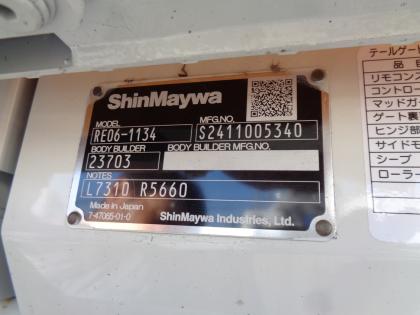 ShinMaywa
MODEL MFG.NO.
RE06-1134 S2411005340
BODY BUILDER BODY BUILDER MFG.NO.
23703
NOTES
L7310 R5660
Made in Japan
7-47065-01-0 ShinMaywa Industries, Ltd.
テールゲー
品
リモコン
コントロー
マッドガ
ゲート裏
ヒンジ部
サイドモ
シープ
ローラー